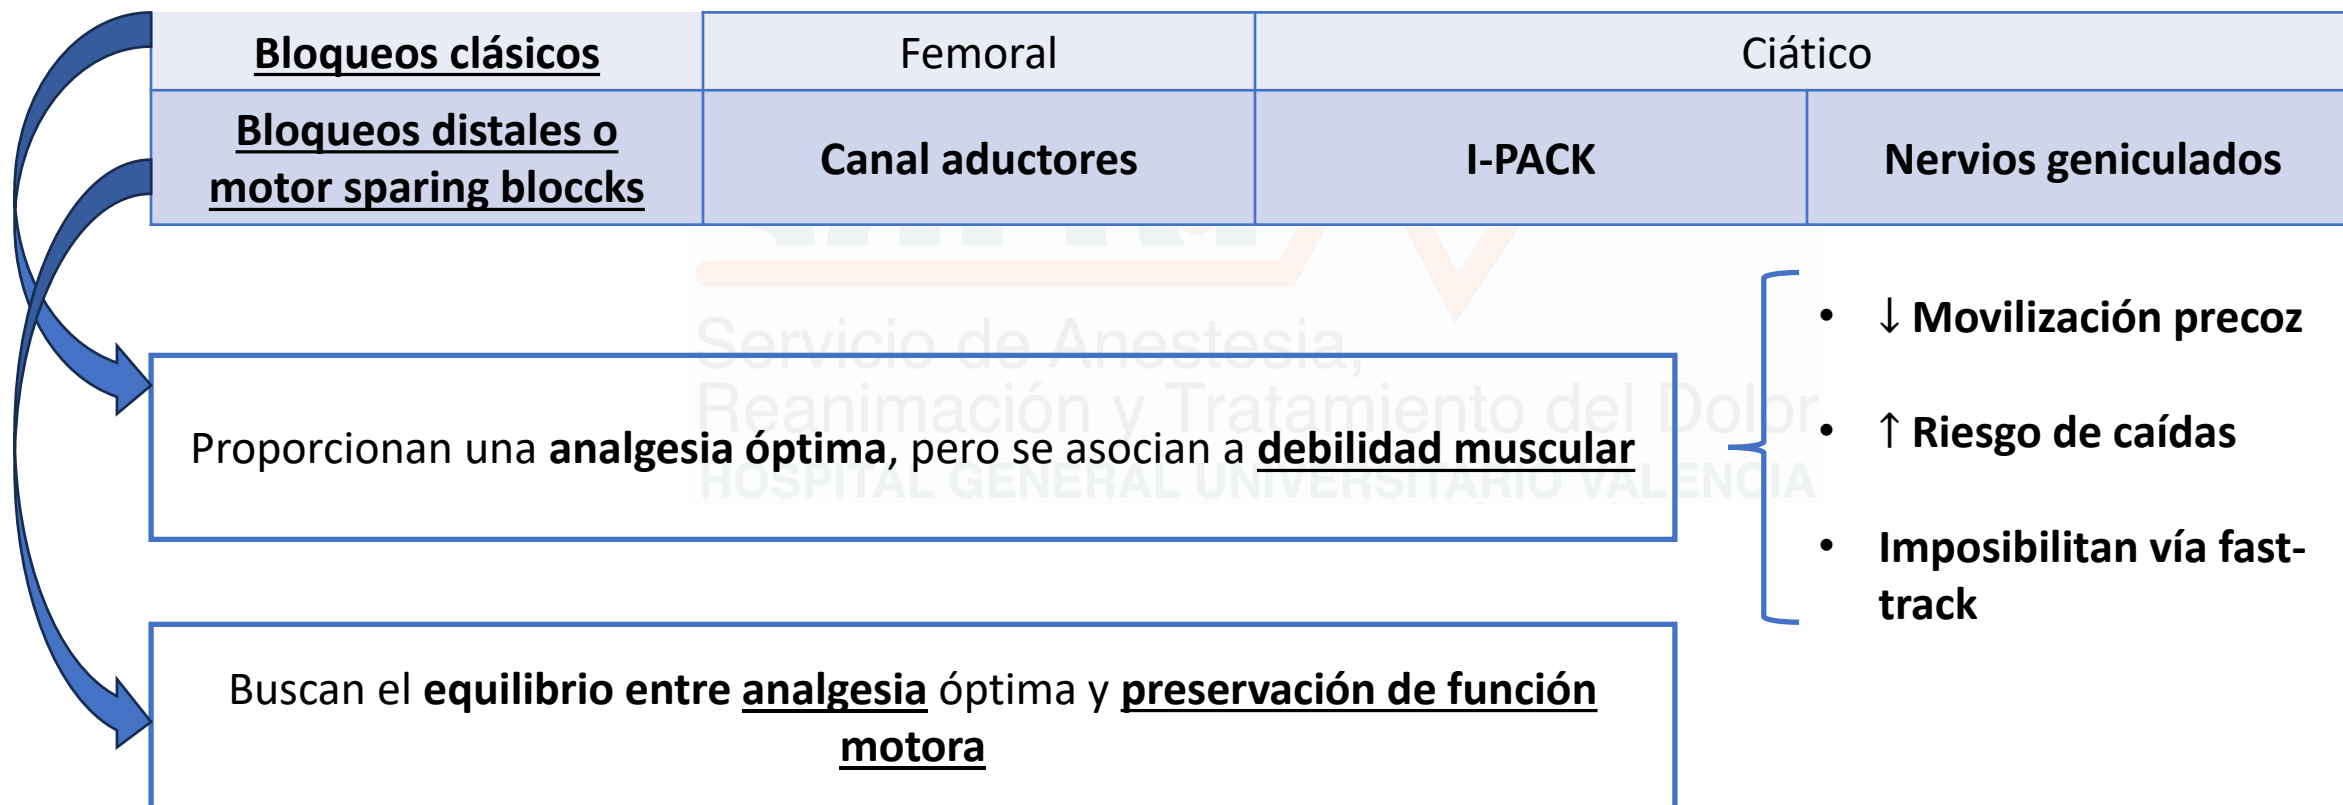 Bloqueos clásicos
Femoral
Ciático
Bloqueos distales o
motor sparing bloccks
Canal aductores
I-PACK
Nervios geniculados
Servicio de Anestesia,
Reanimación y Tratamiento del Dolor
HOSPITAL GENERAL UNIVERSITARIO VALENCIA
Proporcionan una analgesia óptima, pero se asocian a debilidad muscular
• ↓ Movilización precoz
• ↑ Riesgo de caídas
• Imposibilitan vía fast-
track
Buscan el equilibrio entre analgesia óptima y preservación de función
motora